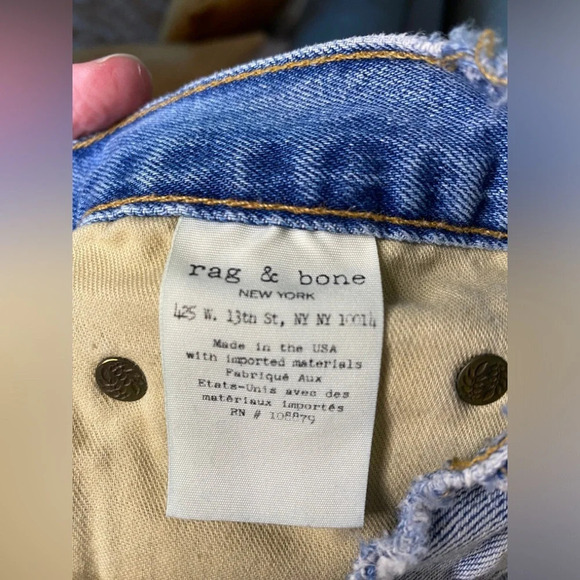 rag & bone
NEW YORK
425 W. 13th St, NY NY 10014
Made in the USA
with imported materials
Fabriqué Aux
Etats-Unis avec des
matériaux importés
RN # 108879